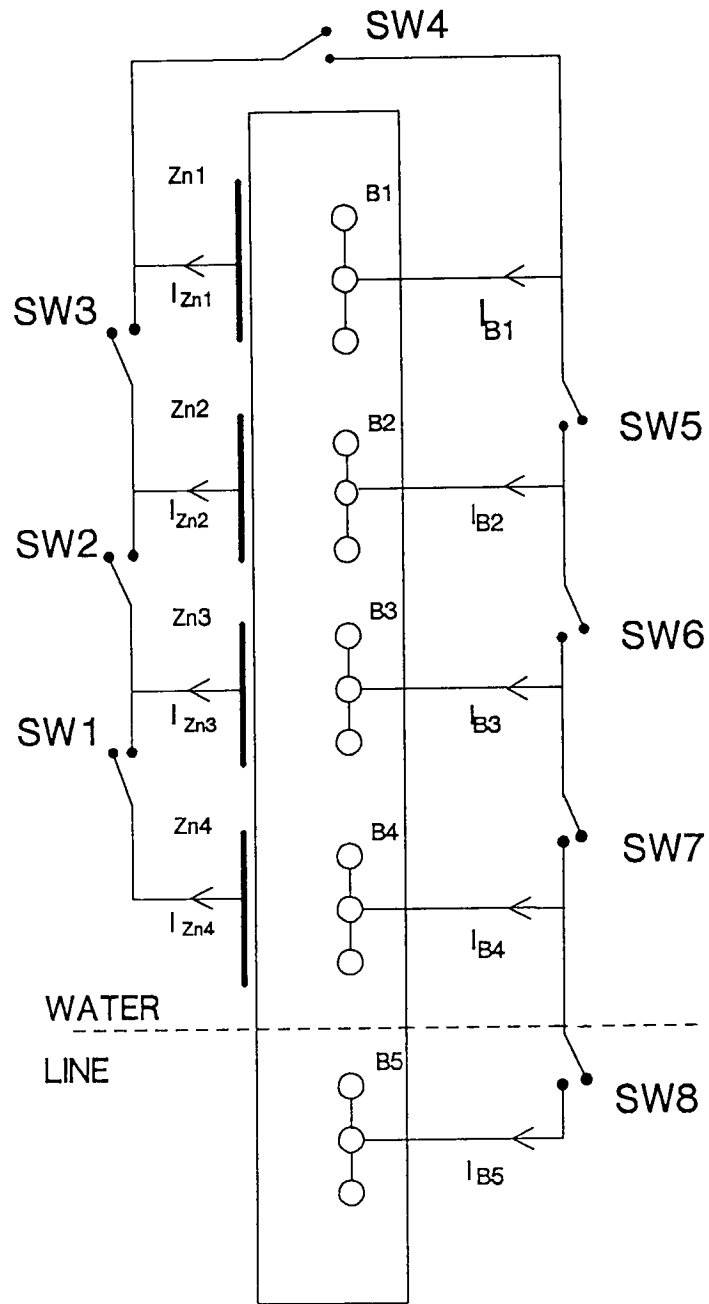 SW4
Zn1
B1
I Zn1
I B1
SW3
Zn2
B2
SW5
I Zn2
I B2
SW2
Zn3
B3
SW6
I Zn3
I B3
SW1
Zn4
B4
SW7
I Zn4
I B4
WATER
LINE
B5
SW8
I B5